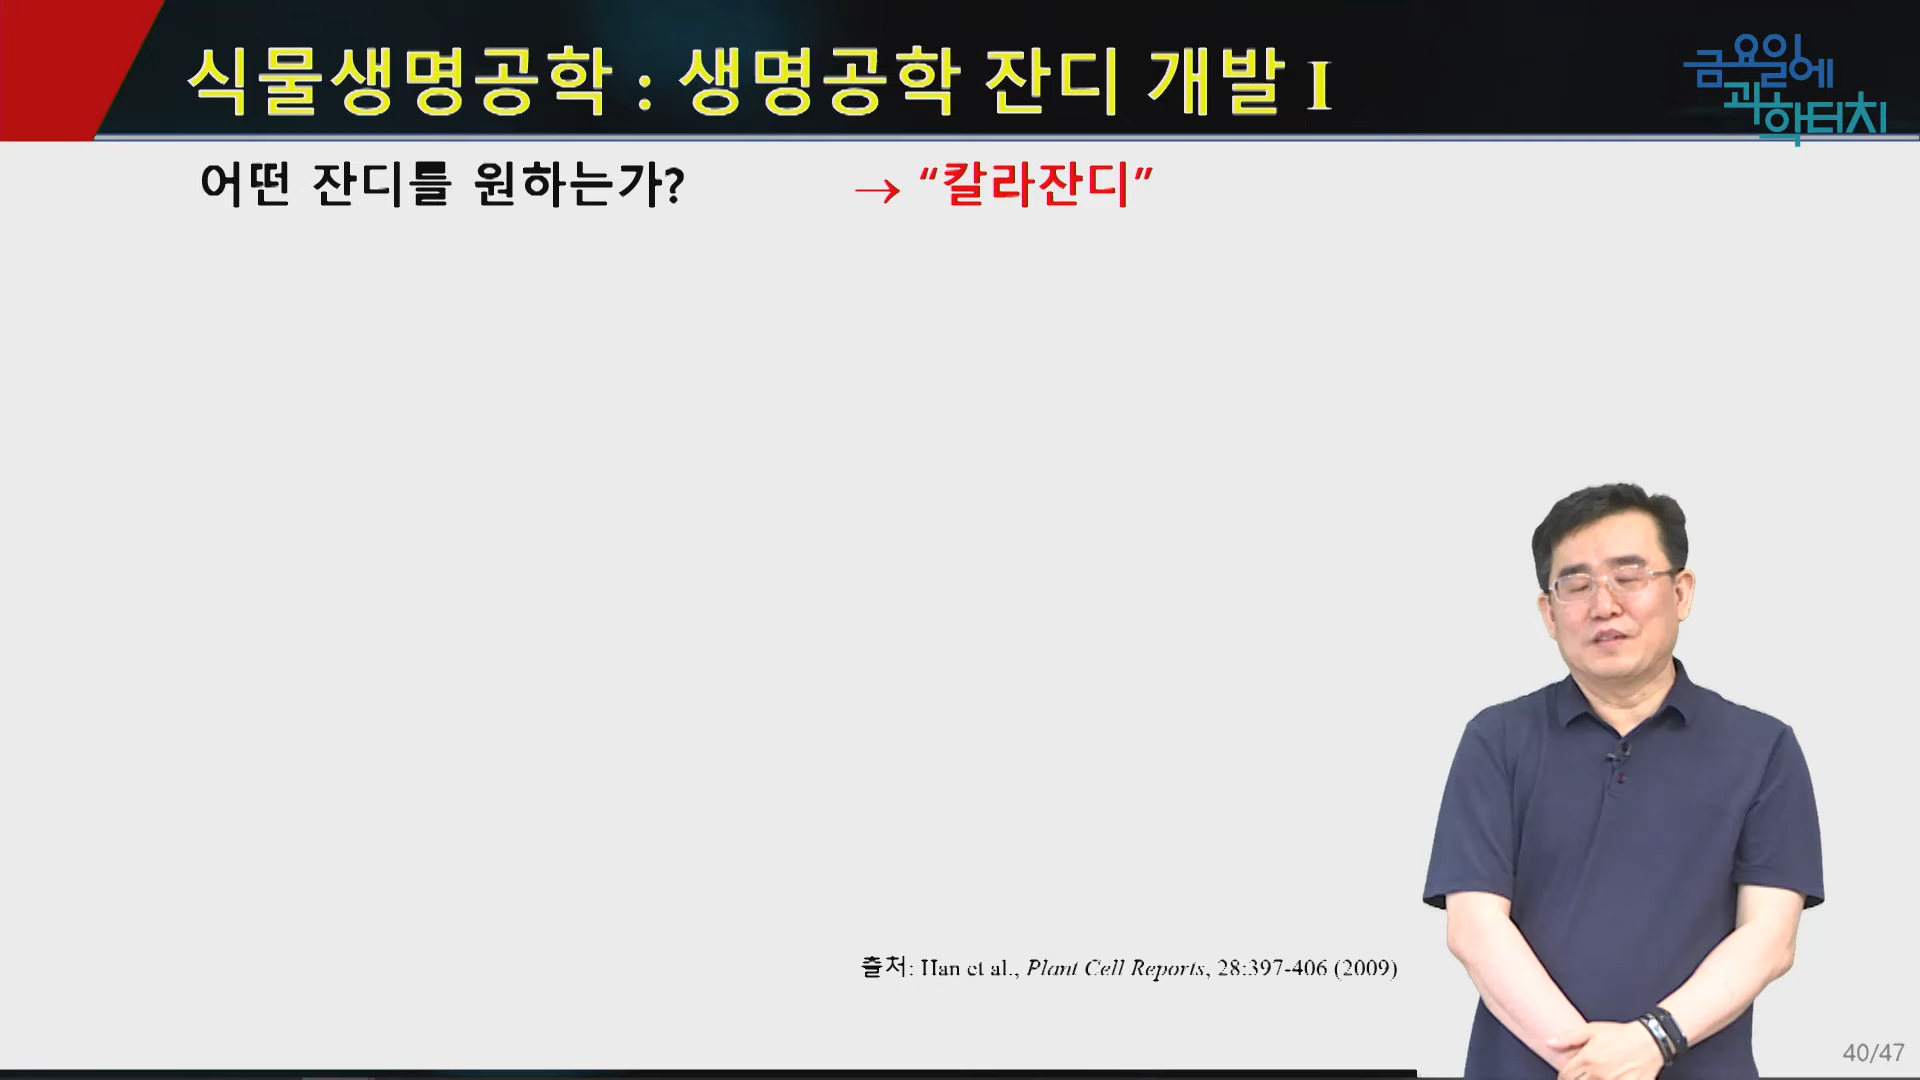 식물생명공학 : 생명공학 잔디 개발 I
금요일에
과학터치
어떤 잔디를 원하는가? → “칼라잔디”
출처: Han et al., Plant Cell Reports, 28:397-406 (2009)
40/47